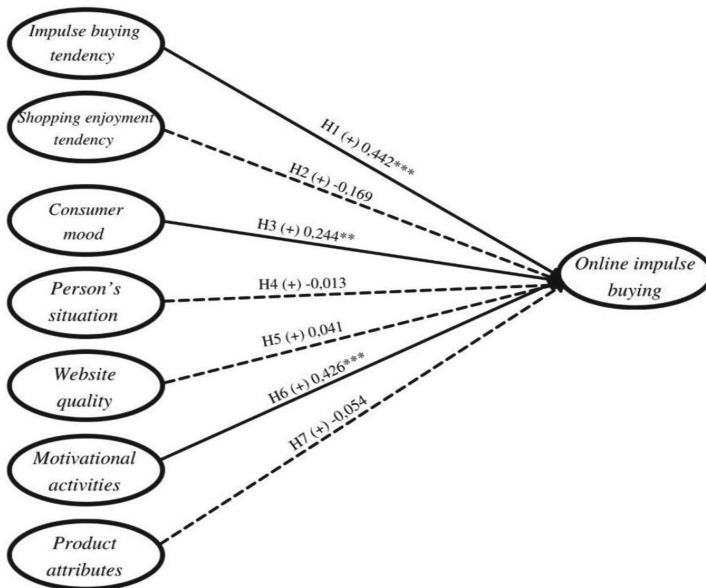 Impulse buying
tendency
H1 (+) 0,442***
Shopping enjoyment
tendency
H2 (+) -0,169
Consumer
mood
H3 (+) 0,244**
Online impulse
buying
Person's
situation
H4 (+) -0,013
Website
quality
H5 (+) 0,041
H6 (+) 0,426***
Motivational
activities
H7 (+) -0,054
Product
attributes